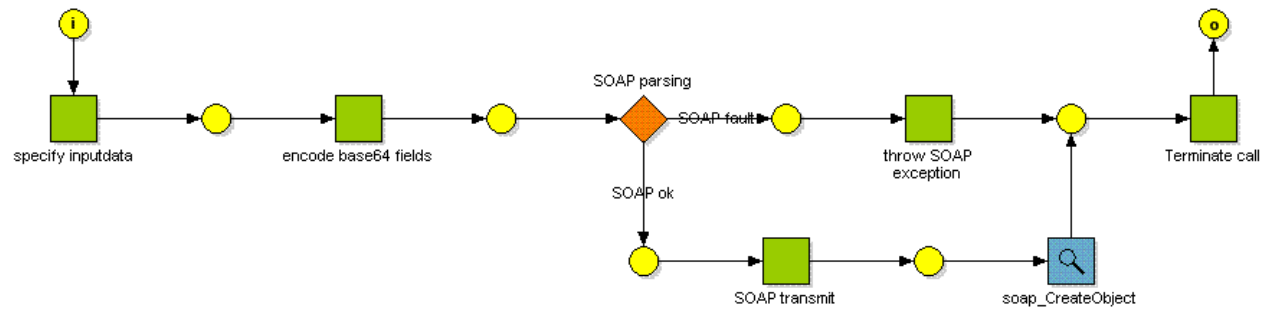 i
o
SOAP parsing
SOAP fault
specify inputdata
encode base64 fields
throw SOAP
exception
Terminate call
SOAP ok
SOAP transmit
soap_CreateObject